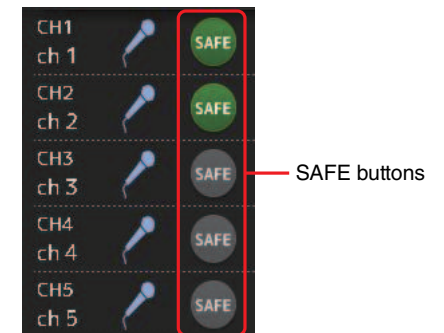 CH1
ch 1
SAFE
CH2
ch 2
SAFE
CH3
ch 3
SAFE
SAFE buttons
CH4
ch 4
SAFE
CH5
ch 5
SAFE